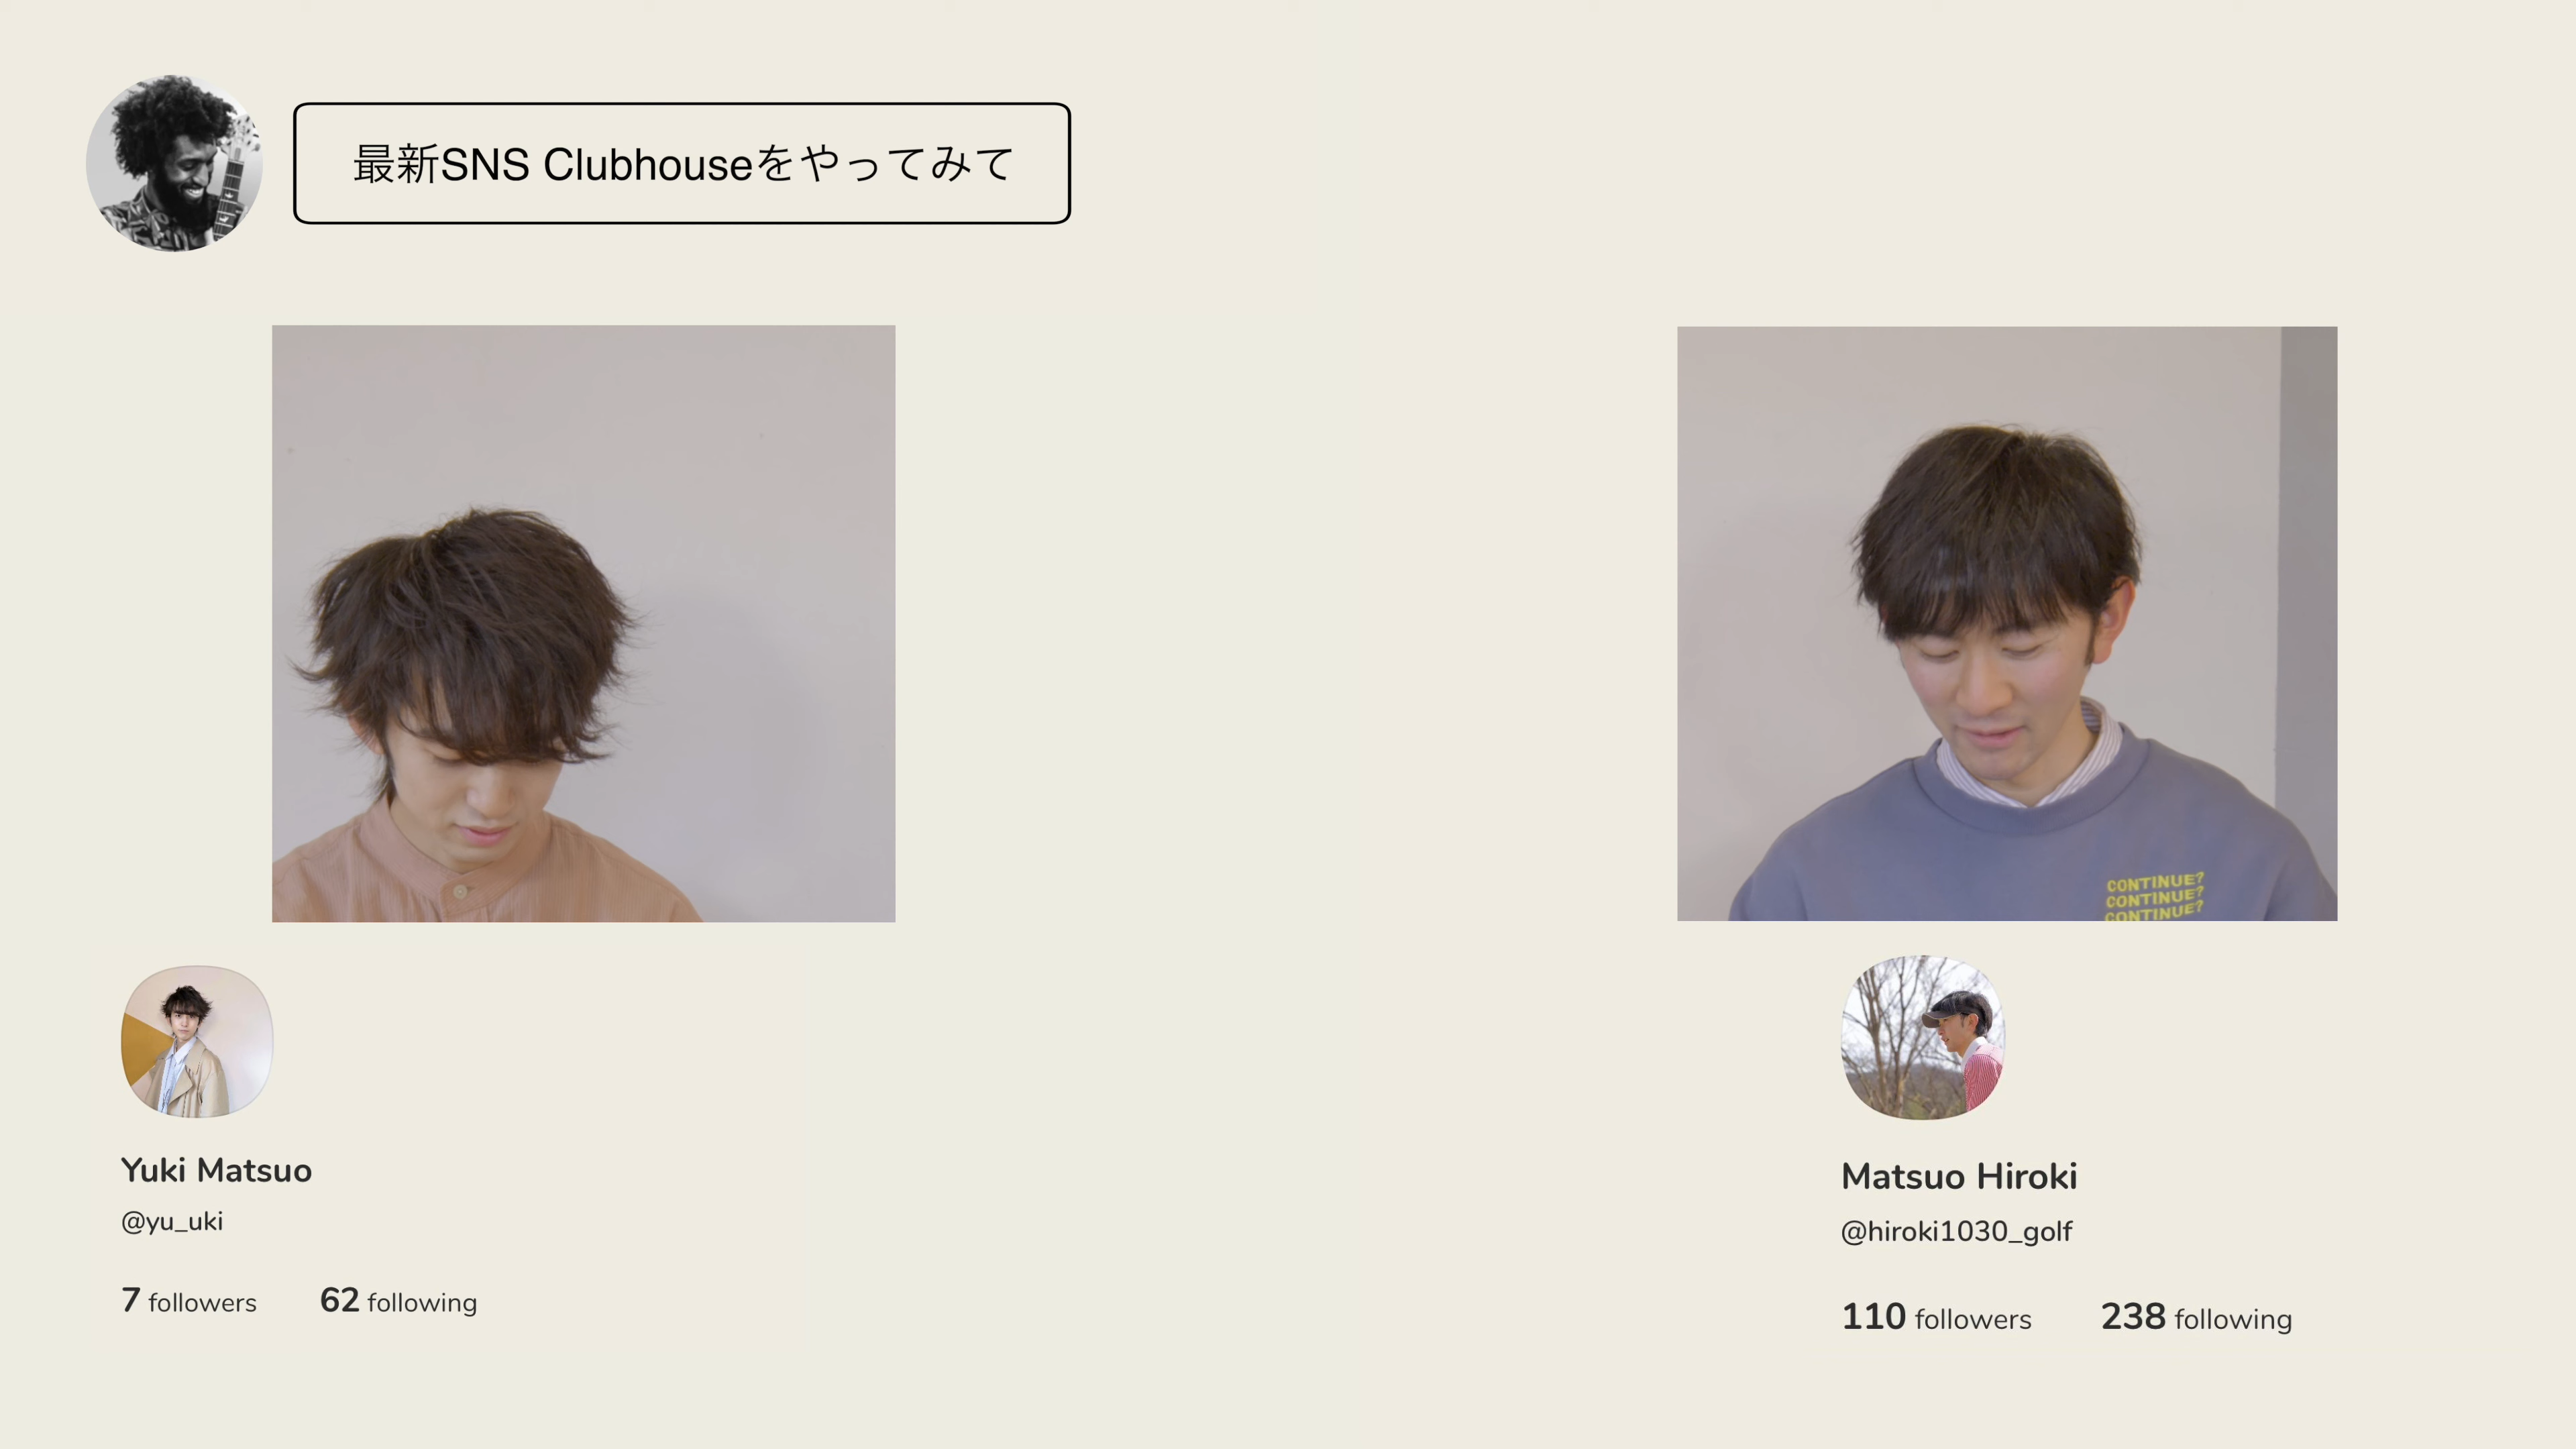 最新SNS Clubhouseをやってみて
CONTINUE?
CONTINUE?
CONTINUE?
Yuki Matsuo
@yu_uki
7 followers 62 following
Matsuo Hiroki
@hiroki1030_golf
110 followers 238 following